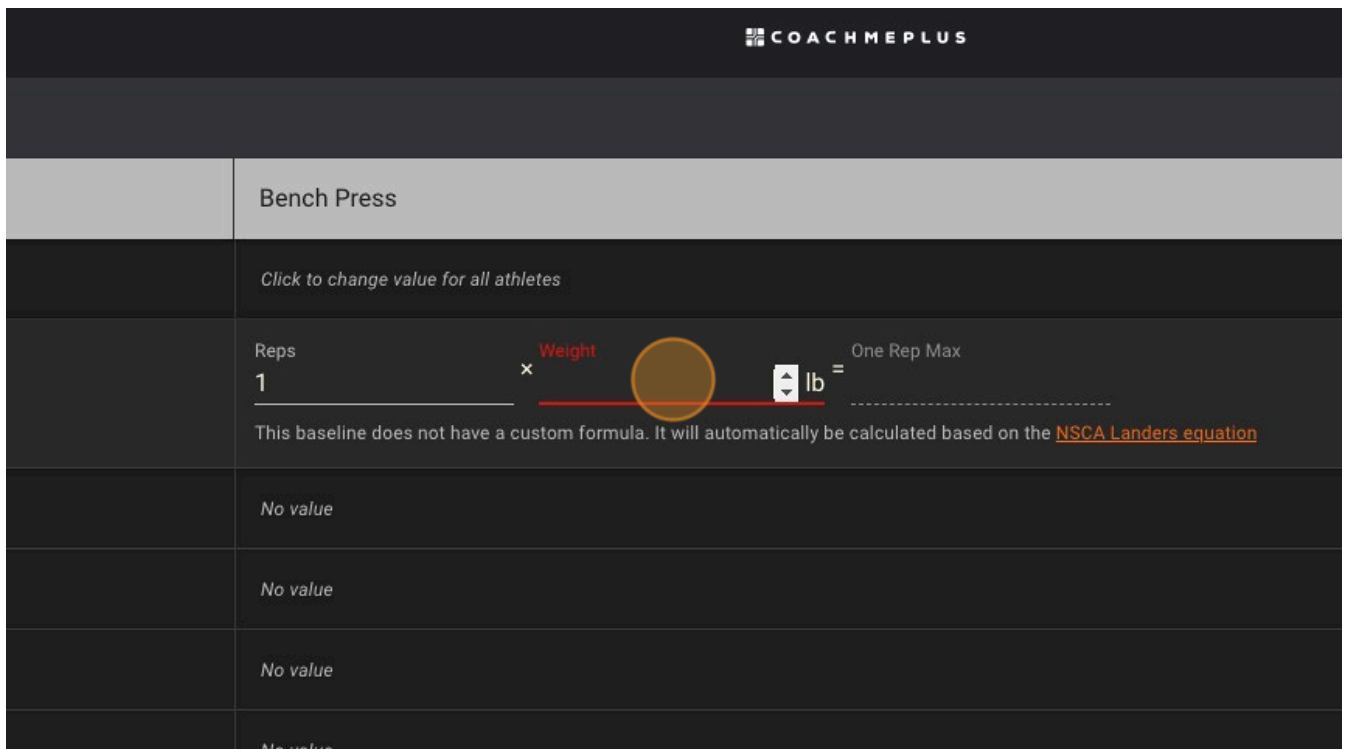 COACHMEPLUS
Bench Press
Click to change value for all athletes
Reps
Weight
One Rep Max
1 × lb =
This baseline does not have a custom formula. It will automatically be calculated based on the NSCA Landers equation
No value
No value
No value
No value